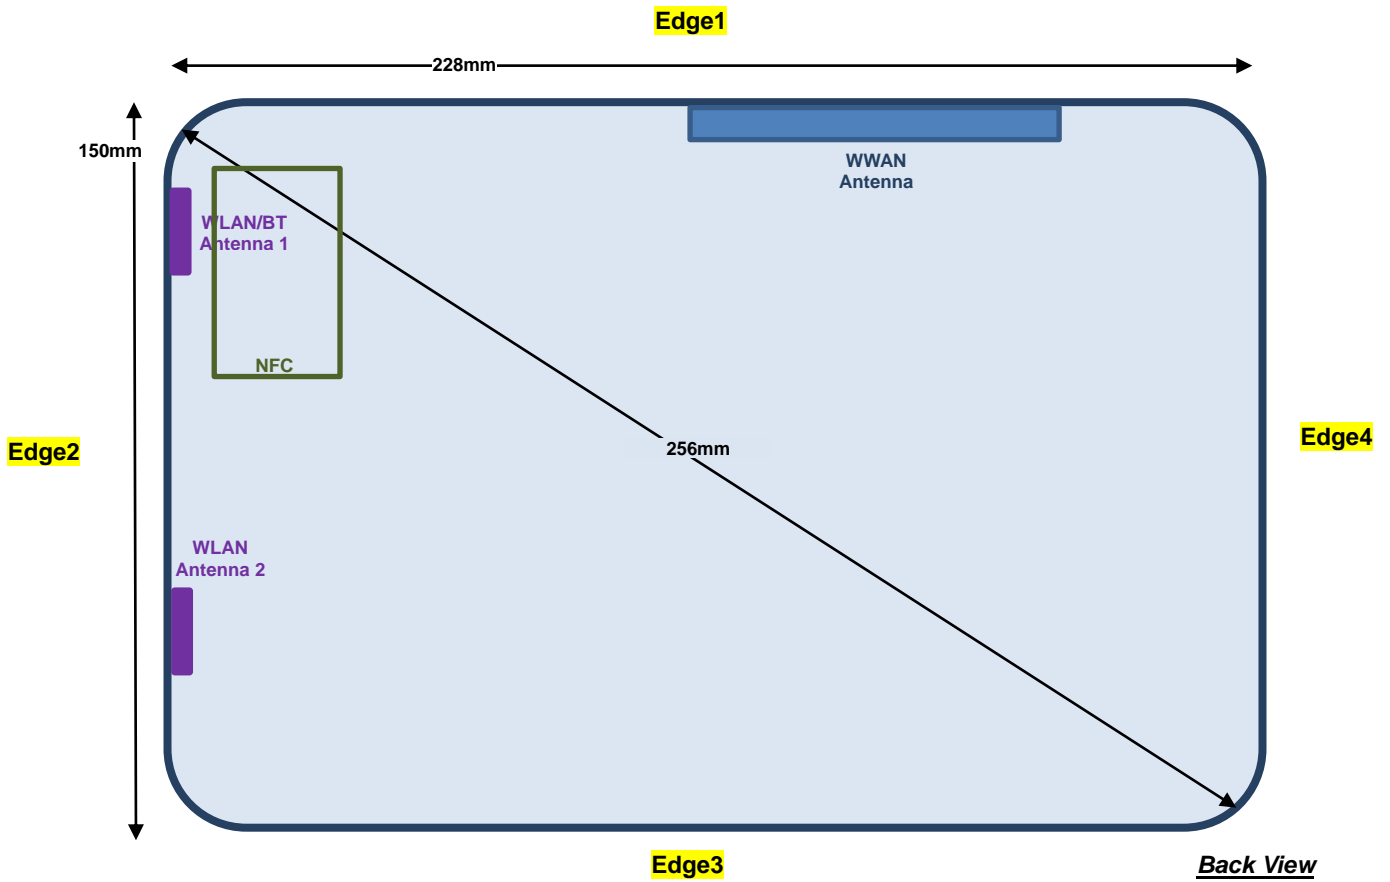 Edge1
228mm
150mm
WWAN
Antenna
WLAN/BT
Antenna 1
NFC
Edge2
256mm
Edge4
WLAN
Antenna 2
Edge3
Back View